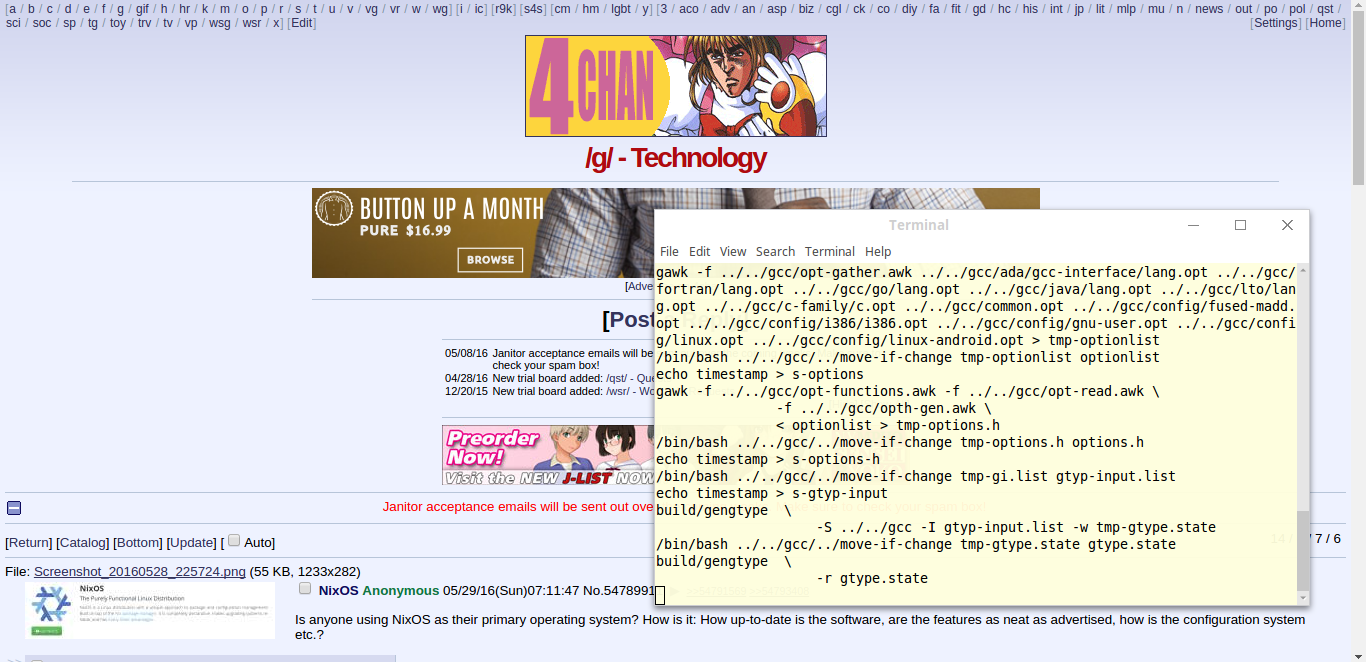 [a / b / c / d / e / f / g / gif / h / hr / k / m / o / p / r / s / t / u / v / vg / vr / w / wg] [i / ic] [r9k] [s4s] [cm / hm / lgbt / y] [3 / aco / adv / an / asp / biz / cgl / ck / co / diy / fa / fit / gd / hc / his / int / jp / lit / mlp / mu / n / news / out / po / pol / qst /
sci / soc / sp / tg / toy / trv / tv / vp / wsg / wsr / x] [Edit]
[Settings] [Home]
4 CHAN
/g/ - Technology
BUTTON UP A MONTH
PURE $16.99
BROWSE
[Adve
[Post
05/08/16 Janitor acceptance emails will be
check your spam box!
04/28/16 New trial board added: /qst/ - Que
12/20/15 New trial board added: /wsr/ - Wo
Preorder
Now!
Visit the NEW J-LIST NOW
Janitor acceptance emails will be sent out ove
[Return] [Catalog] [Bottom] [Update] [ Auto]
14 / 7 / 6
File: Screenshot_20160528_225724.png (55 KB, 1233x282)
NixOS
The Purely Functional Linux Distribution
NixOS Anonymous 05/29/16(Sun)07:11:47 No.5478991
Is anyone using NixOS as their primary operating system? How is it: How up-to-date is the software, are the features as neat as advertised, how is the configuration system
etc.?
>>
Terminal
File Edit View Search Terminal Help
gawk -f ../../gcc/opt-gather.awk ../../gcc/ada/gcc-interface/lang.opt ../../gcc/
fortran/lang.opt ../../gcc/go/lang.opt ../../gcc/java/lang.opt ../../gcc/lto/lan
g.opt ../../gcc/c-family/c.opt ../../gcc/common.opt ../../gcc/config/fused-madd.
opt ../../gcc/config/i386/i386.opt ../../gcc/config/gnu-user.opt ../../gcc/confi
g/linux.opt ../../gcc/config/linux-android.opt > tmp-optionlist
/bin/bash ../../gcc/../move-if-change tmp-optionlist optionlist
echo timestamp > s-options
gawk -f ../../gcc/opt-functions.awk -f ../../gcc/opt-read.awk \
-f ../../gcc/opth-gen.awk \
< optionlist > tmp-options.h
/bin/bash ../../gcc/../move-if-change tmp-options.h options.h
echo timestamp > s-options-h
/bin/bash ../../gcc/../move-if-change tmp-gi.list gtyp-input.list
echo timestamp > s-gtyp-input
build/gengtype \
-S ../../gcc -I gtyp-input.list -w tmp-gtype.state
/bin/bash ../../gcc/../move-if-change tmp-gtype.state gtype.state
build/gengtype \
-r gtype.state